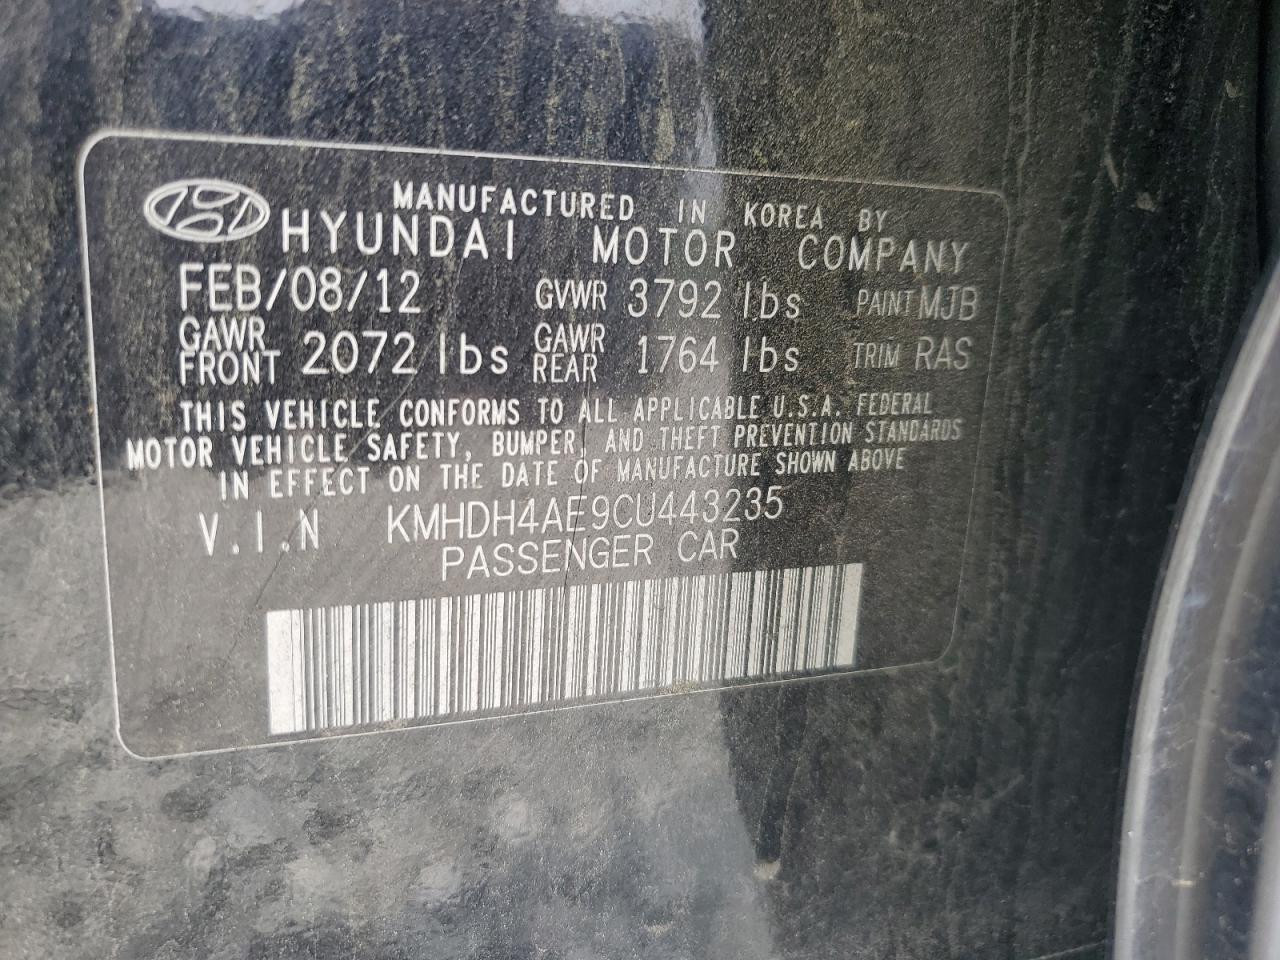 MANUFACTURED IN KOREA BY
HYUNDAI MOTOR COMPANY
FEB/08/12 GVWR 3792 lbs PAINT MJB
GAWR FRONT 2072 lbs GAWR REAR 1764 lbs TRIM RAS
THIS VEHICLE CONFORMS TO ALL APPLICABLE U.S.A. FEDERAL
MOTOR VEHICLE SAFETY, BUMPER, AND THEFT PREVENTION STANDARDS
IN EFFECT ON THE DATE OF MANUFACTURE SHOWN ABOVE
V.I.N KMHDH4AE9CU443235
PASSENGER CAR